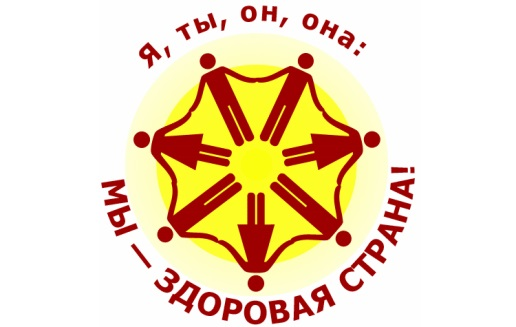 Я, ты, он, она:
МЫ — ЗДОРОВАЯ СТРАНА!